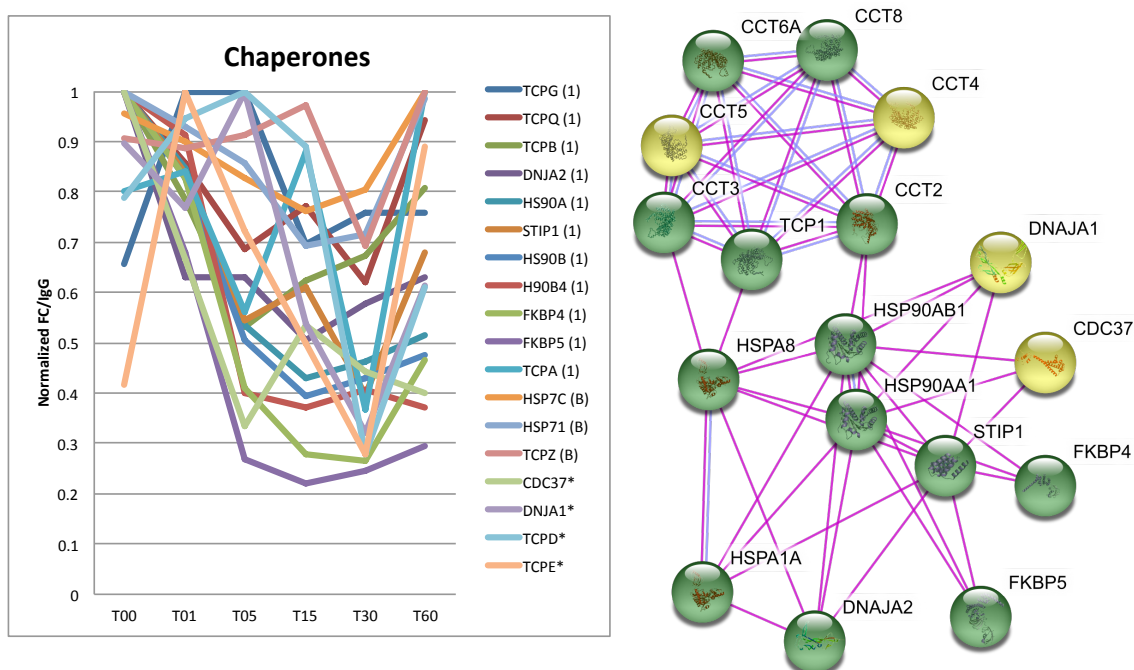 Chaperones
Normalized FC/IgG
1
0.9
0.8
0.7
0.6
0.5
0.4
0.3
0.2
0.1
0
T00 T01 T05 T15 T30 T60
TCPG (1)
TCPQ (1)
TCPB (1)
DNJA2 (1)
HS90A (1)
STIP1 (1)
HS90B (1)
H90B4 (1)
FKBP4 (1)
FKBP5 (1)
TCPA (1)
HSP7C (B)
HSP71 (B)
TCPZ (B)
CDC37*
DNJA1*
TCPD*
TCPE*
CCT6A
CCT8
CCT4
CCT5
CCT3
CCT2
TCP1
DNAJA1
HSP90AB1
CDC37
HSPA8
HSP90AA1
STIP1
FKBP4
HSPA1A
FKBP5
DNAJA2